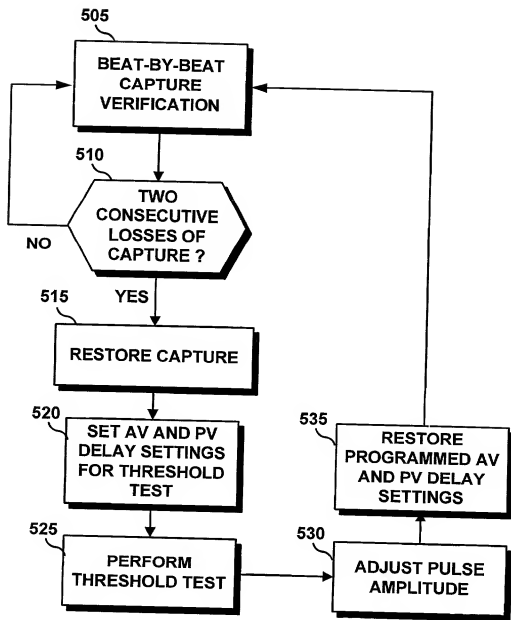 505
BEAT-BY-BEAT
CAPTURE
VERIFICATION
510
TWO
CONSECUTIVE
LOSSES OF
CAPTURE ?
NO
YES
515
RESTORE CAPTURE
520
SET AV AND PV
DELAY SETTINGS
FOR THRESHOLD
TEST
525
PERFORM
THRESHOLD TEST
530
ADJUST PULSE
AMPLITUDE
535
RESTORE
PROGRAMMED AV
AND PV DELAY
SETTINGS